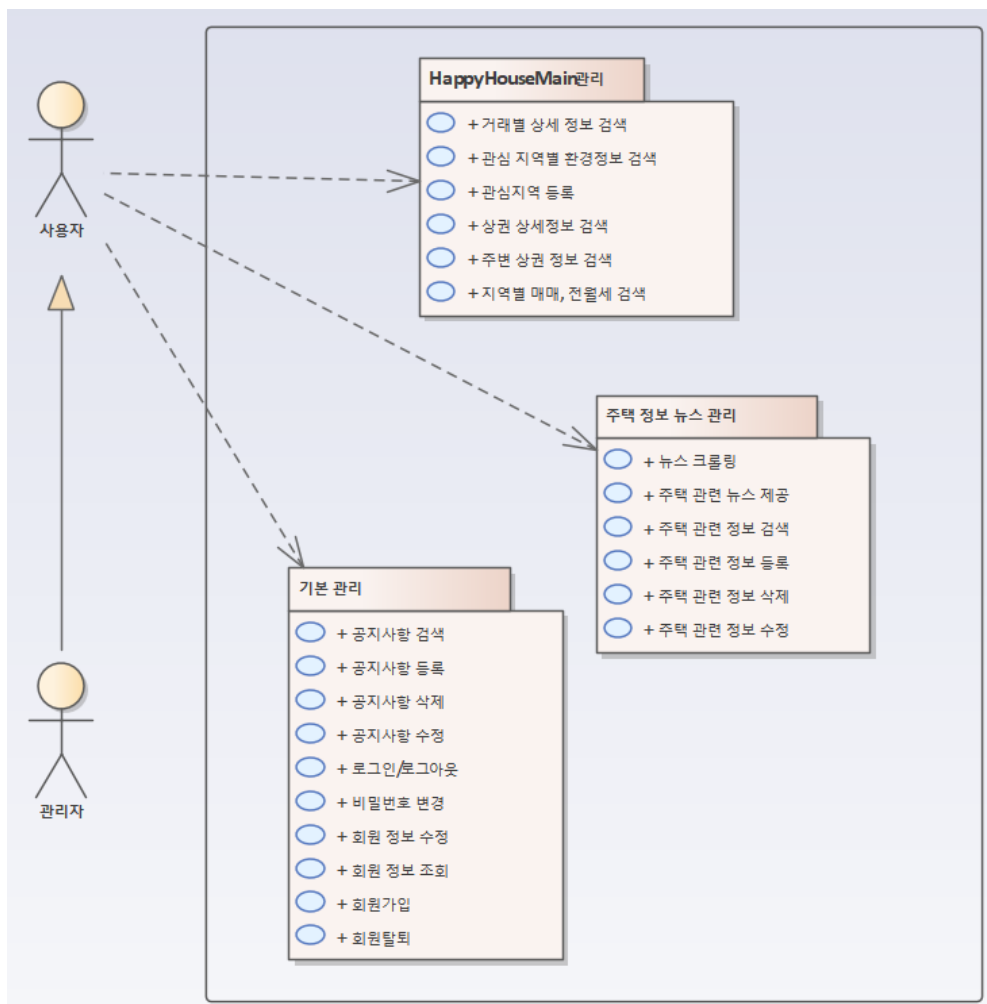 HappyHouseMain관리
+ 거래별 상세 정보 검색
+ 관심 지역별 환경정보 검색
+ 관심지역 등록
+ 상권 상세정보 검색
+ 주변 상권 정보 검색
+ 지역별 매매, 전월세 검색
사용자
주택 정보 뉴스 관리
+ 뉴스 크롤링
+ 주택 관련 뉴스 제공
+ 주택 관련 정보 검색
+ 주택 관련 정보 등록
+ 주택 관련 정보 삭제
+ 주택 관련 정보 수정
기본 관리
+ 공지사항 검색
+ 공지사항 등록
+ 공지사항 삭제
+ 공지사항 수정
+ 로그인/로그아웃
+ 비밀번호 변경
+ 회원 정보 수정
+ 회원 정보 조회
+ 회원가입
+ 회원탈퇴
관리자